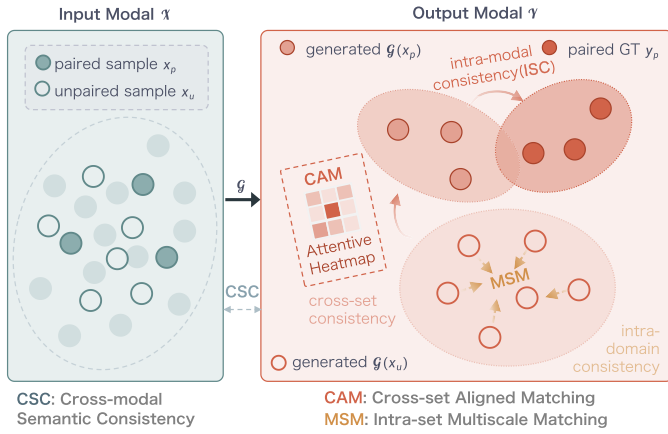 Input Modal 𝒳
Output Modal 𝒴
paired sample x_p
unpaired sample x_u
generated 𝒢(x_p)
intra-modal
consistency(ISC)
paired GT y_p
𝒢
CSC
CAM
Attentive
Heatmap
cross-set
consistency
MSM
intra-
domain
consistency
generated 𝒢(x_u)
CSC: Cross-modal
Semantic Consistency
CAM: Cross-set Aligned Matching
MSM: Intra-set Multiscale Matching